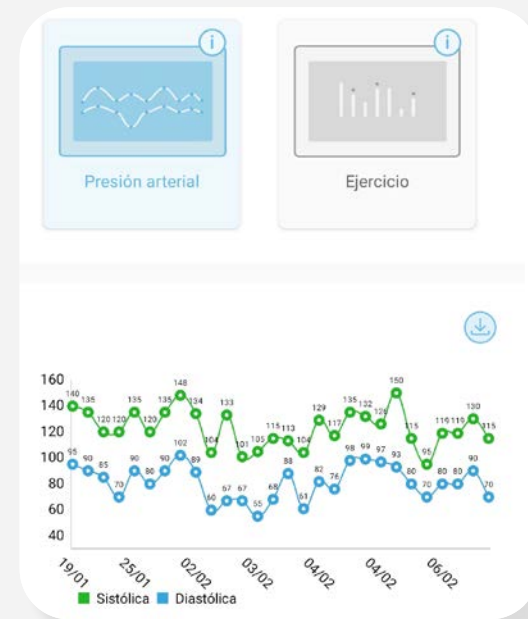 i
i
Presión arterial
Ejercicio
160
140
120
100
80
60
40
140 135 120 120 135 120 135 148 134 104 133 101 105 115 113 104 129 117 135 132 126 150 115 95 119 119 130 115
95 90 85 70 90 80 90 102 89 60 67 67 55 68 88 61 82 76 98 99 97 93 80 70 80 80 90 70
19/01 25/01 02/02 03/02 04/02 04/02 06/02
Sistólica Diastólica